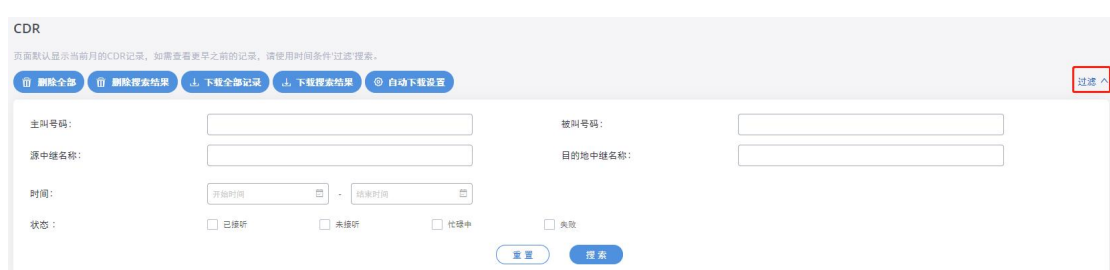 CDR
页面默认显示当前月的CDR记录，如需查看更早之前的记录，请使用时间条件'过滤'搜索。
删除全部 删除搜索结果 下载全部记录 下载搜索结果 自动下载设置 过滤
主叫号码： 被叫号码：
源中继名称： 目的地中继名称：
时间： 开始时间 - 结束时间
状态： 已接听 未接听 忙碌中 失败
重置 搜索